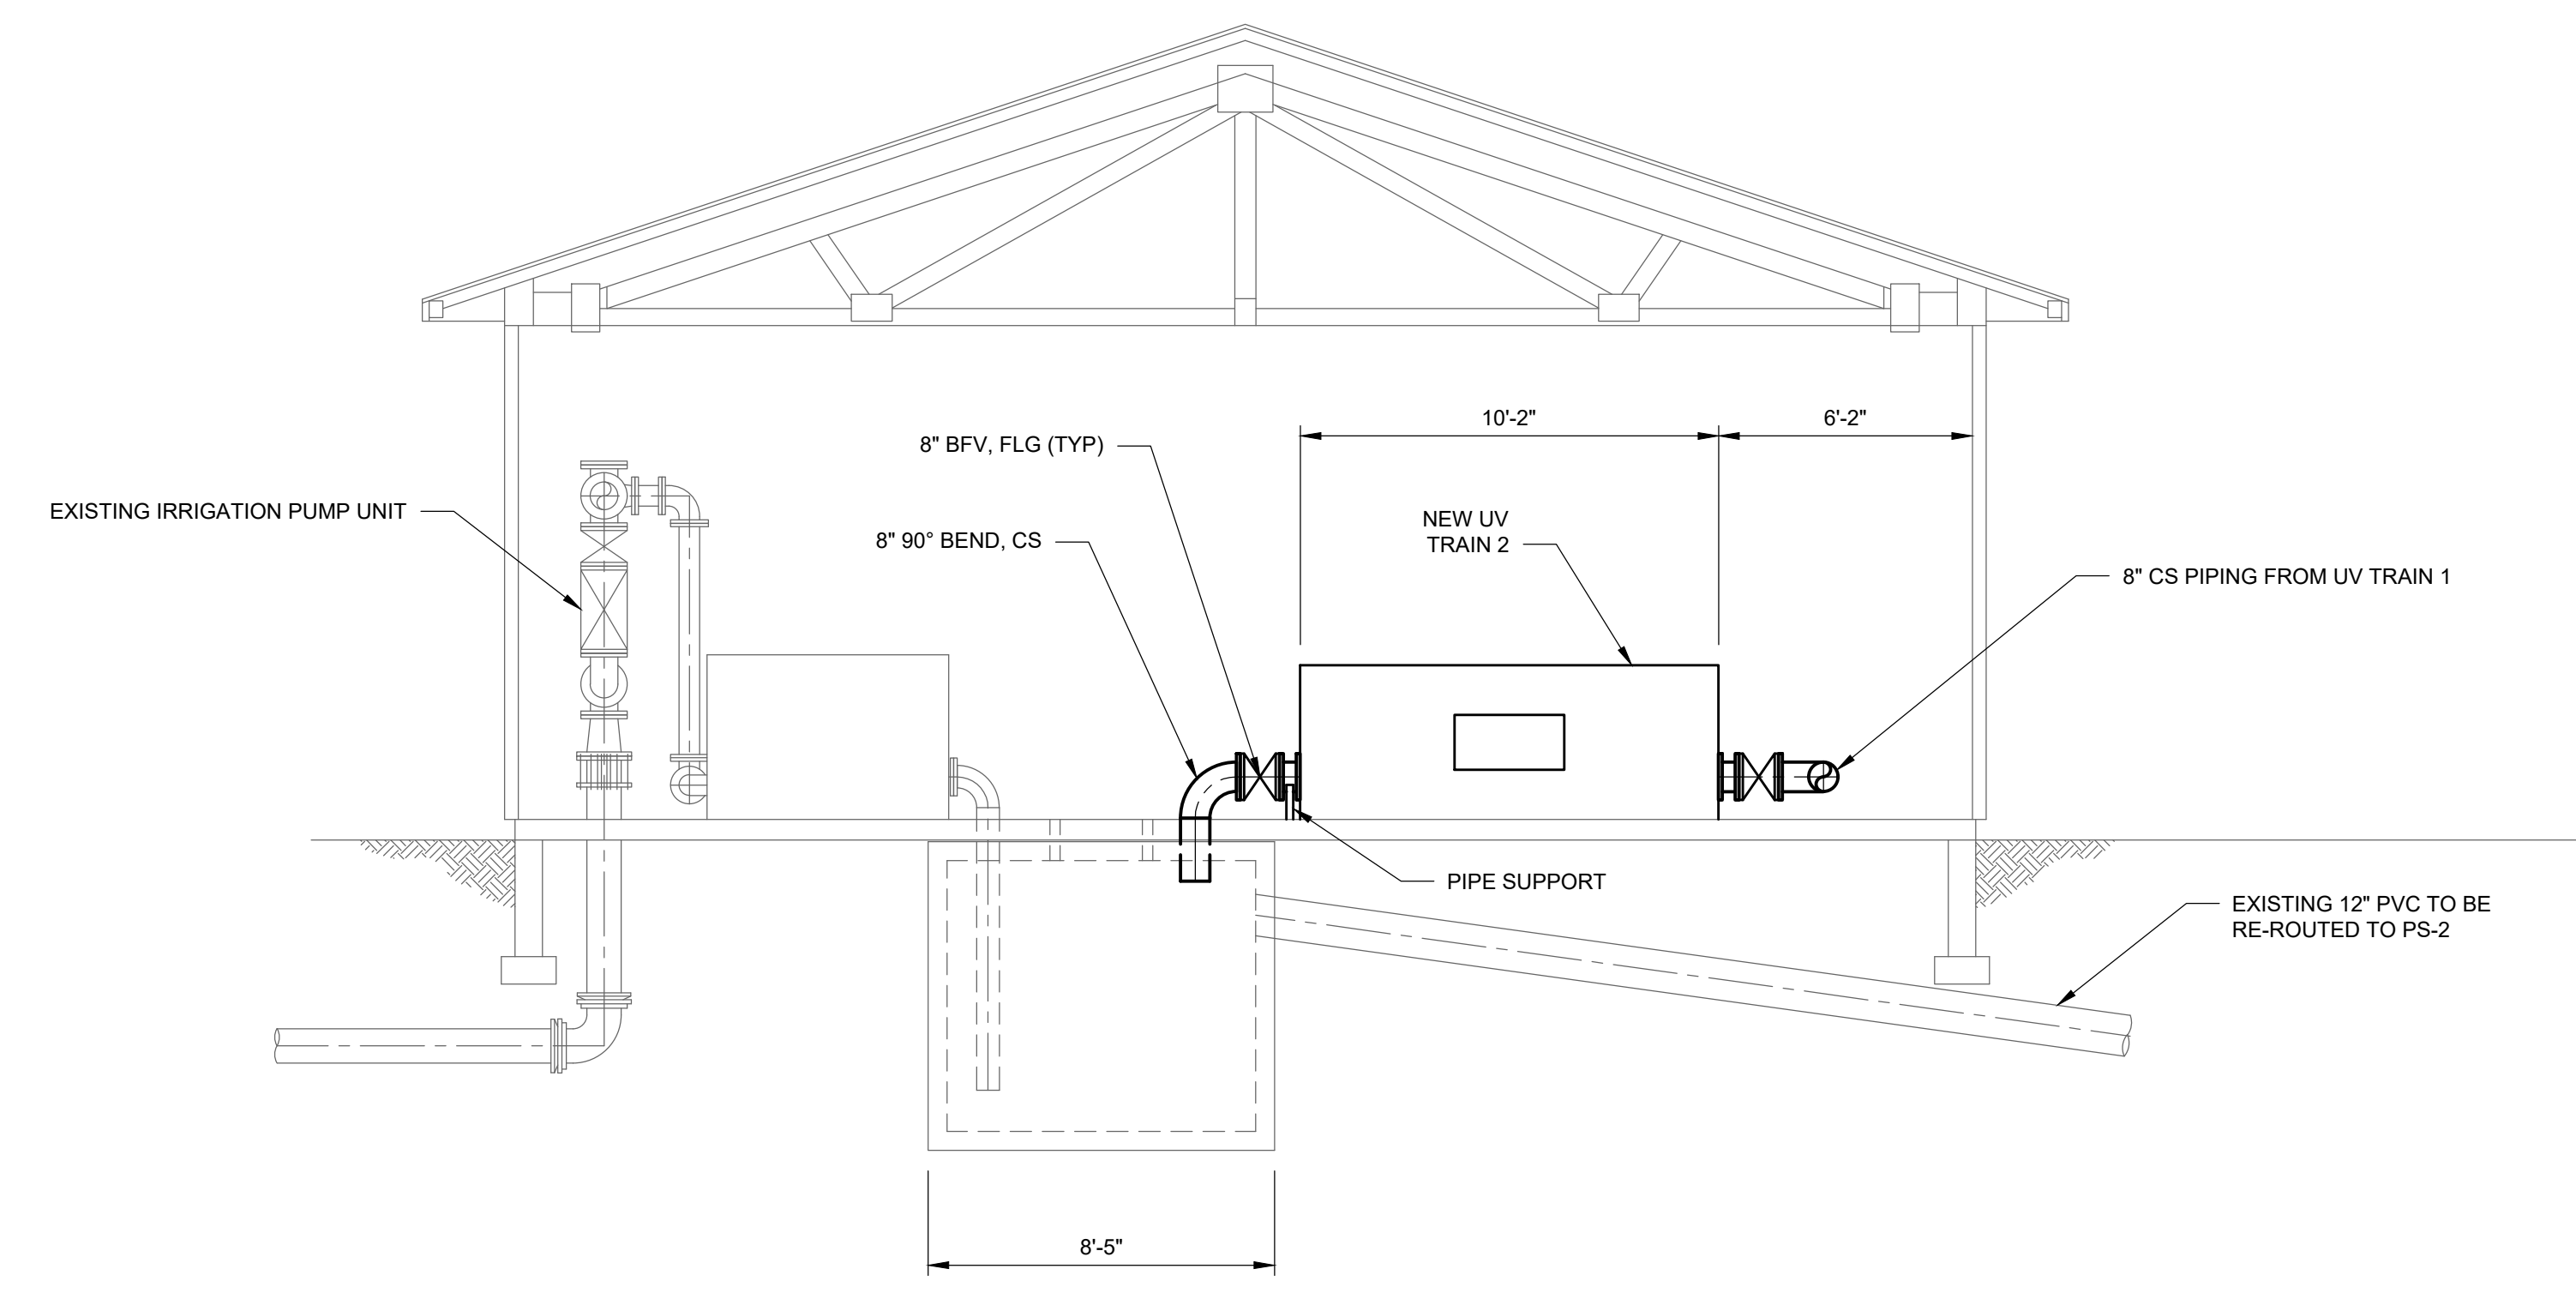 10'-2"
6'-2"
8" BFV, FLG (TYP)
EXISTING IRRIGATION PUMP UNIT
8" 90° BEND, CS
NEW UV
TRAIN 2
8" CS PIPING FROM UV TRAIN 1
PIPE SUPPORT
EXISTING 12" PVC TO BE
RE-ROUTED TO PS-2
8'-5"